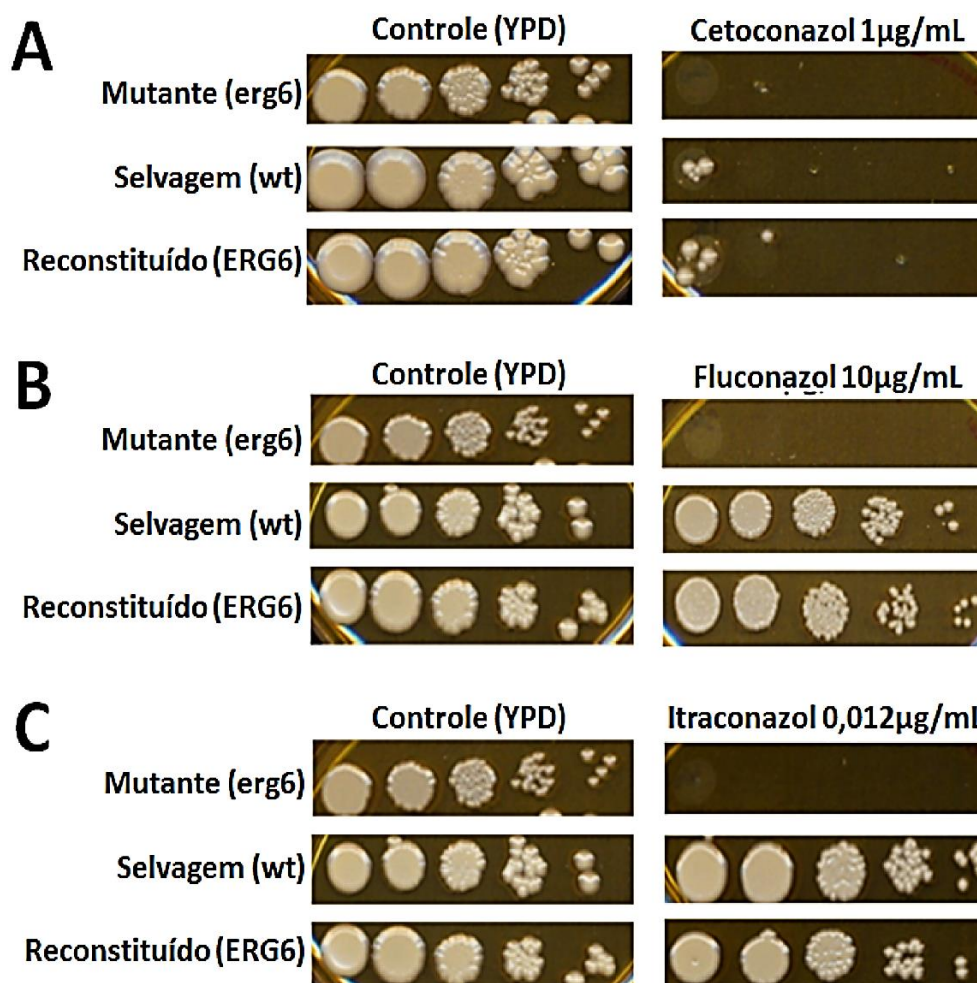 A
Controle (YPD)
Cetoconazol 1µg/mL
Mutante (erg6)
Selvagem (wt)
Reconstituído (ERG6)
B
Controle (YPD)
Fluconazol 10µg/mL
Mutante (erg6)
Selvagem (wt)
Reconstituído (ERG6)
C
Controle (YPD)
Itraconazol 0,012µg/mL
Mutante (erg6)
Selvagem (wt)
Reconstituído (ERG6)